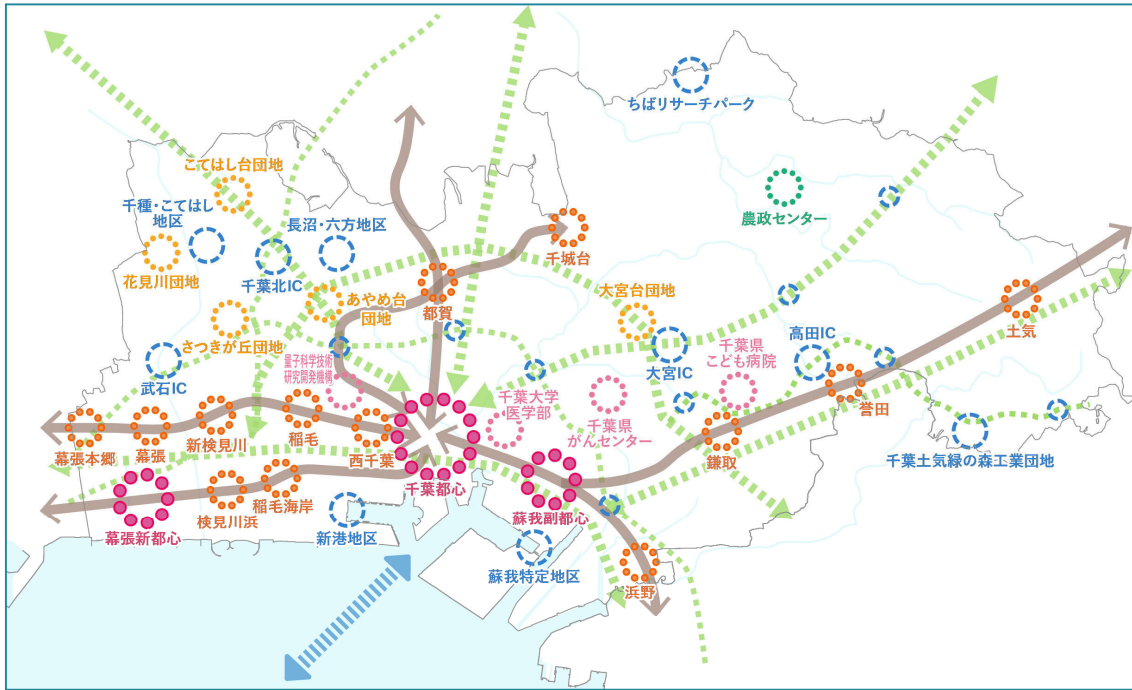 ちばリサーチパーク
こてはし台団地
農政センター
千種・こてはし
地区
長沼・六方地区
千城台
花見川団地
千葉北IC
あやめ台
団地
都賀
大宮台団地
土気
高田IC
さつきが丘団地
量子科学技術
研究開発機構
大宮IC
千葉県
こども病院
武石IC
千葉大学
医学部
千葉県
がんセンター
誉田
幕張本郷
幕張
新検見川
稲毛
西千葉
鎌取
千葉土気緑の森工業団地
千葉都心
検見川浜
稲毛海岸
新港地区
蘇我副都心
幕張新都心
蘇我特定地区
浜野